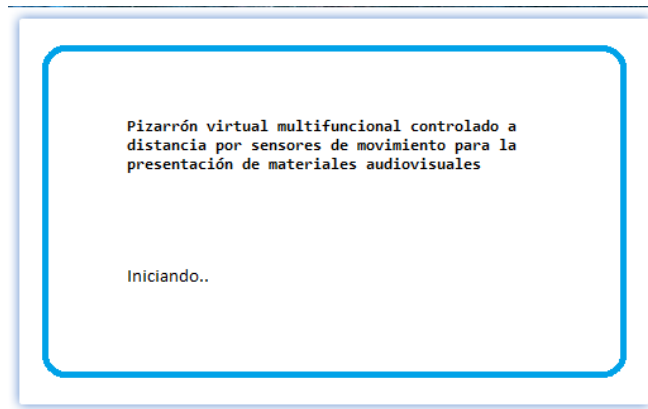 Pizarrón virtual multifuncional controlado a
distancia por sensores de movimiento para la
presentación de materiales audiovisuales
Iniciando..